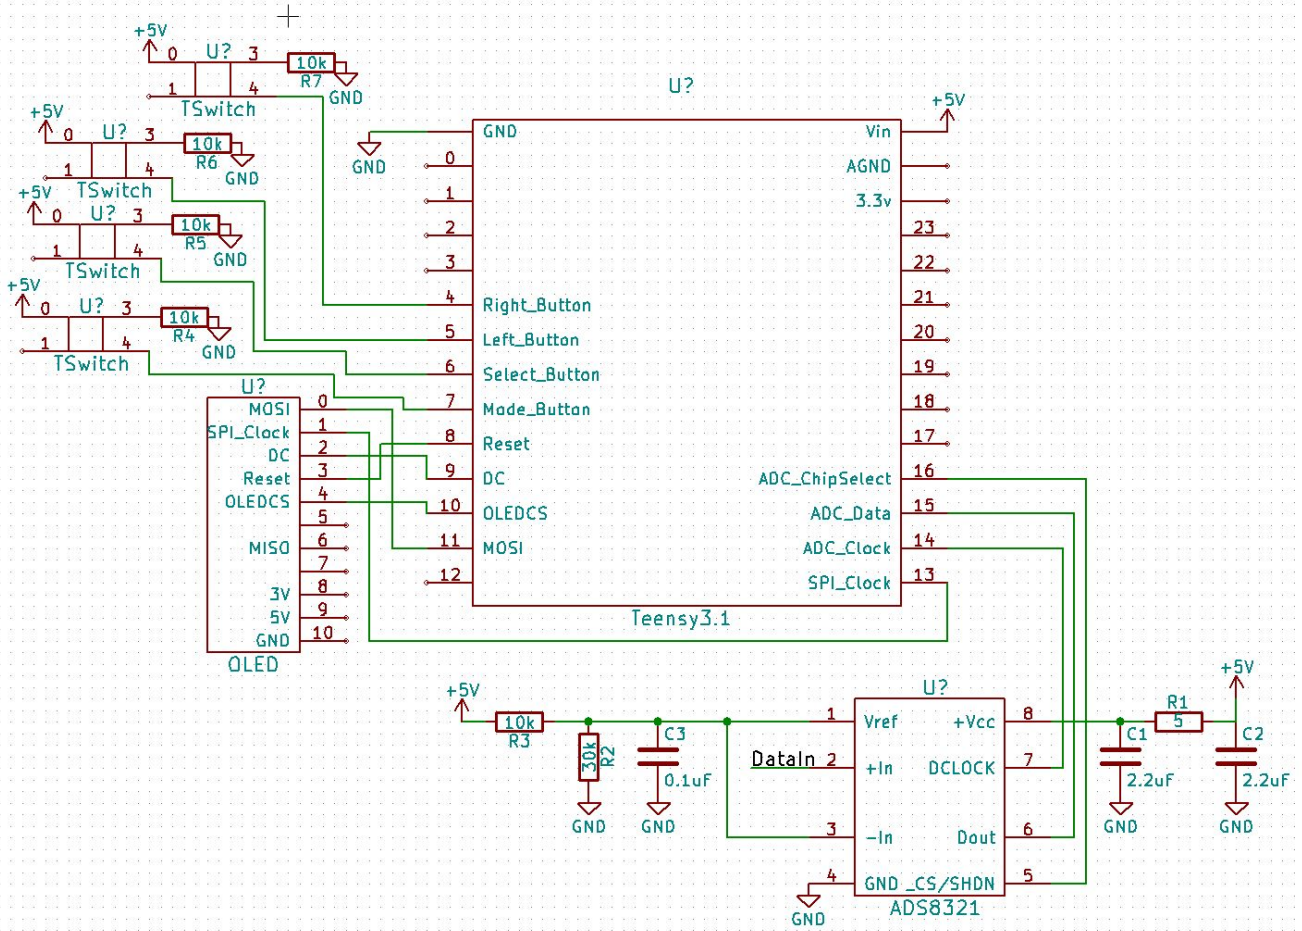 +5V
0 U? 3 10k
R7
1 4 GND
TSwitch
+5V
0 U? 3 10k
R6
1 4 GND
TSwitch
+5V
0 U? 3 10k
R5
1 4 GND
TSwitch
+5V
0 U? 3 10k
R4
1 4 GND
TSwitch
U?
MOSI 0
SPI_Clock 1
DC 2
Reset 3
OLEDCS 4
5
MISO 6
7
3V 8
5V 9
GND 10
OLED
U?
GND
GND
0
1
2
3
4 Right_Button
5 Left_Button
6 Select_Button
7 Mode_Button
8 Reset
9 DC
10 OLEDCS
11 MOSI
12
+5V
Vin
AGND
3.3v
23
22
21
20
19
18
17
ADC_ChipSelect 16
ADC_Data 15
ADC_Clock 14
SPI_Clock 13
Teensy3.1
+5V
10k
R3
30k
R2
GND
C3
0.1uF
GND
U?
1 Vref
DataIn 2 +In
3 -In
4 GND
GND
+Vcc 8
DCLOCK 7
Dout 6
_CS/SHDN 5
ADS8321
+5V
R1
5
C1
2.2uF
GND
C2
2.2uF
GND